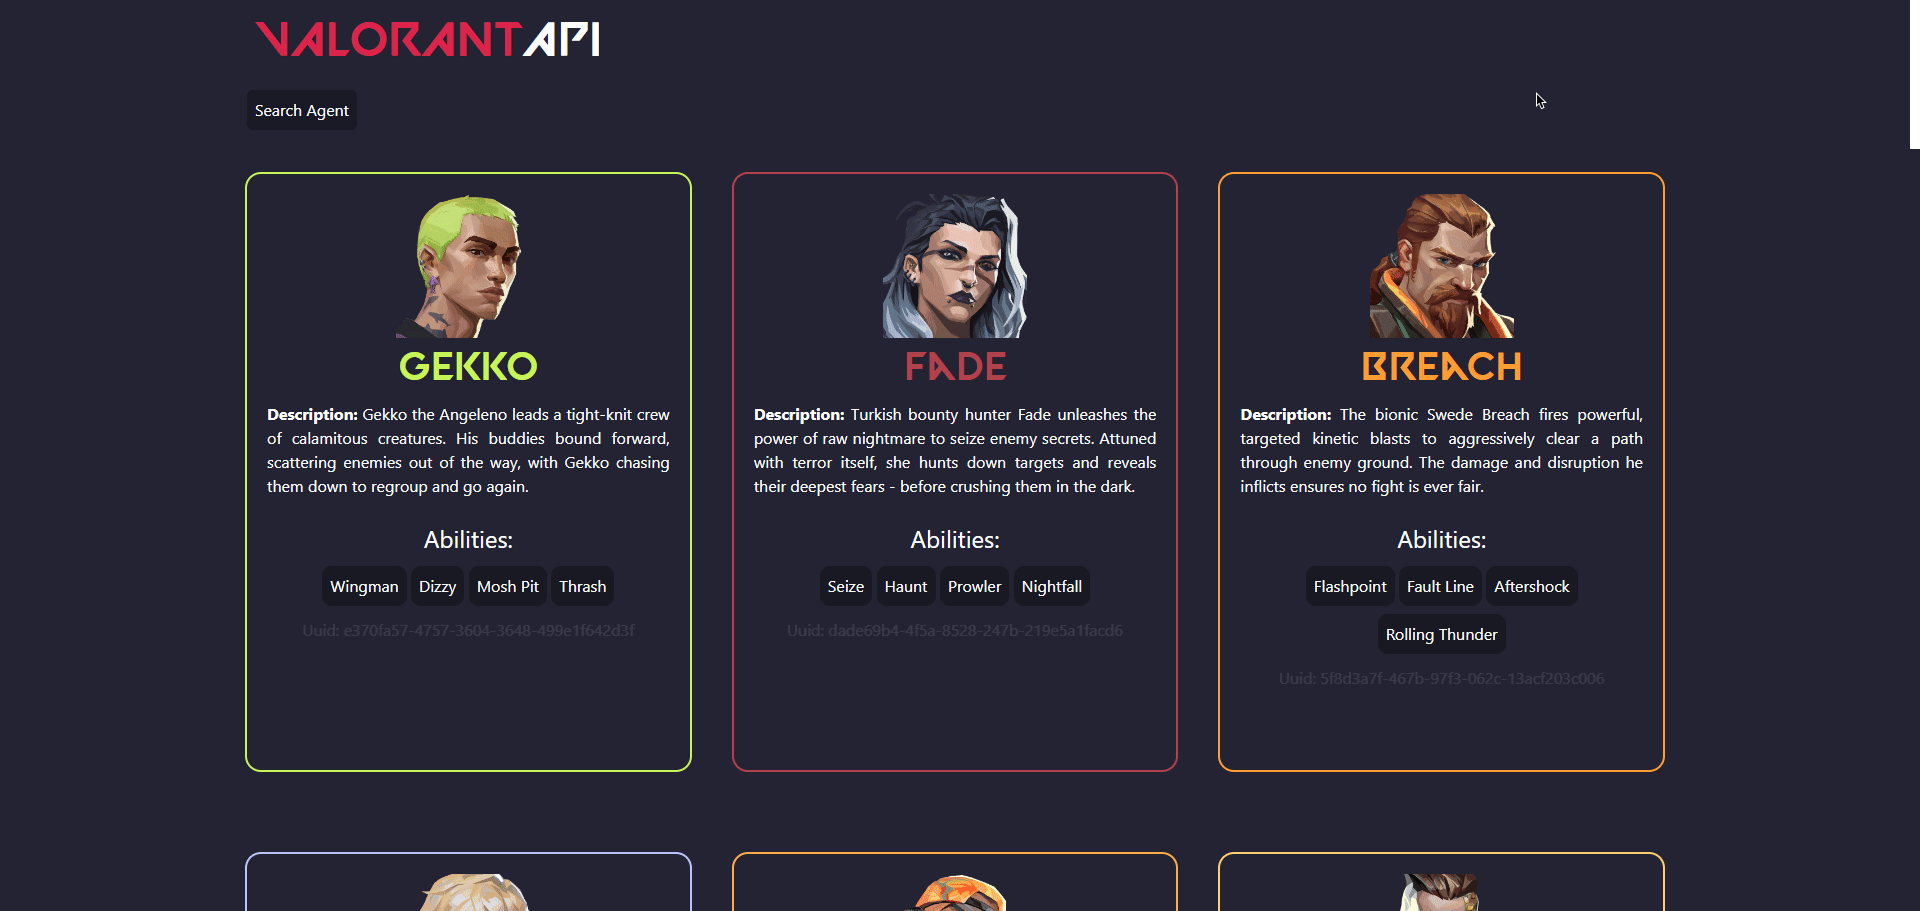 VALORANTAPI
Search Agent
GEKKO
Description: Gekko the Angeleno leads a tight-knit crew
of calamitous creatures. His buddies bound forward,
scattering enemies out of the way, with Gekko chasing
them down to regroup and go again.
Abilities:
Wingman Dizzy Mosh Pit Thrash
Uuid: e370fa57-4757-3604-3648-499e1f642d3f
FADE
Description: Turkish bounty hunter Fade unleashes the
power of raw nightmare to seize enemy secrets. Attuned
with terror itself, she hunts down targets and reveals
their deepest fears - before crushing them in the dark.
Abilities:
Seize Haunt Prowler Nightfall
Uuid: dade69b4-4f5a-8528-247b-219e5a1facd6
BREACH
Description: The bionic Swede Breach fires powerful,
targeted kinetic blasts to aggressively clear a path
through enemy ground. The damage and disruption he
inflicts ensures no fight is ever fair.
Abilities:
Flashpoint Fault Line Aftershock
Rolling Thunder
Uuid: 5f8d3a7f-467b-97f3-062c-13acf203c006